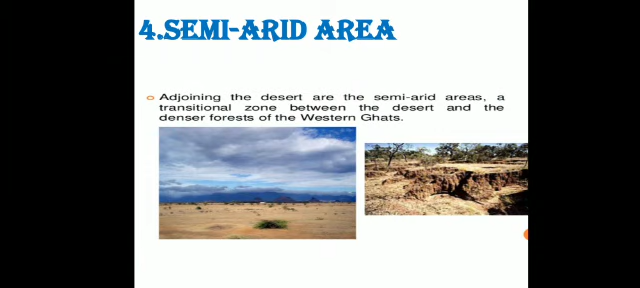 4.SEMI-ARID AREA
Adjoining the desert are the semi-arid areas, a
transitional zone between the desert and the
denser forests of the Western Ghats.